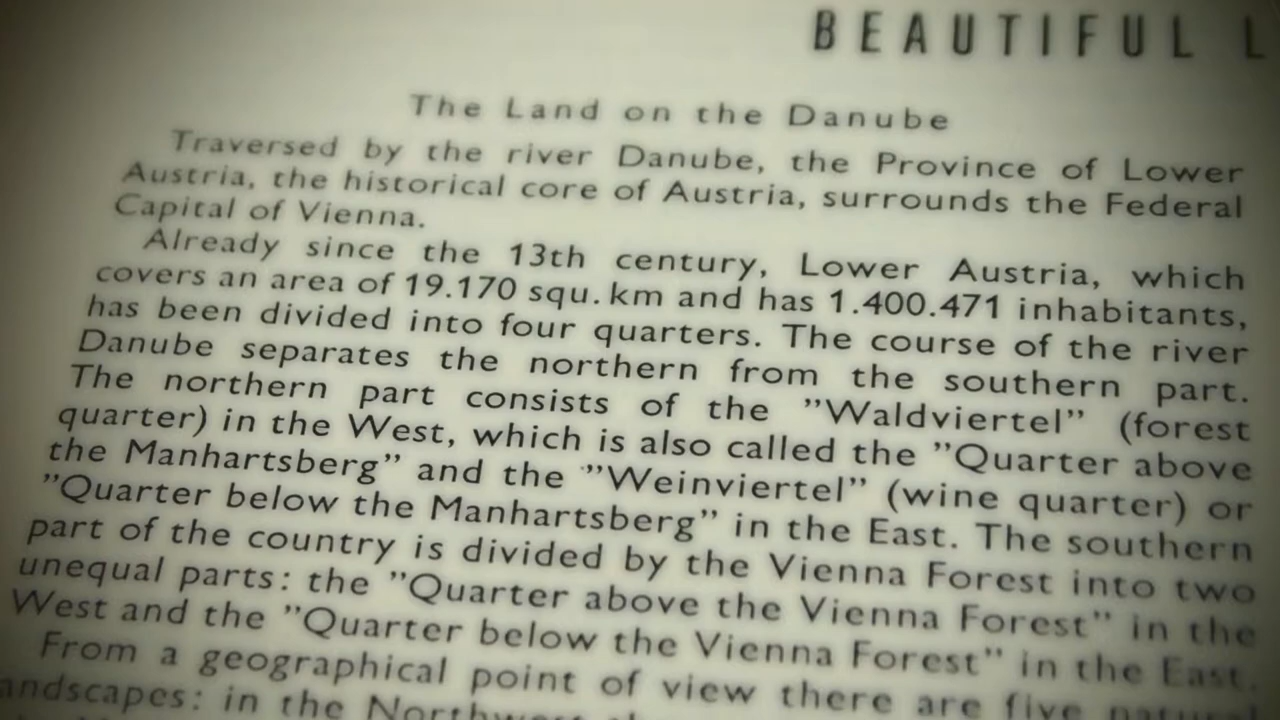 BEAUTIFUL L
The Land on the Danube
Traversed by the river Danube, the Province of Lower
Austria, the historical core of Austria, surrounds the Federal
Capital of Vienna.
Already since the 13th century, Lower Austria, which
covers an area of 19.170 squ. km and has 1.400.471 inhabitants,
has been divided into four quarters. The course of the river
Danube separates the northern from the southern part.
The northern part consists of the ”Waldviertel” (forest
quarter) in the West, which is also called the ”Quarter above
the Manhartsberg” and the ”Weinviertel” (wine quarter) or
”Quarter below the Manhartsberg” in the East. The southern
part of the country is divided by the Vienna Forest into two
unequal parts: the ”Quarter above the Vienna Forest” in the
West and the ”Quarter below the Vienna Forest” in the East.
From a geographical point of view there are five natural
andscapes: in the Northwest